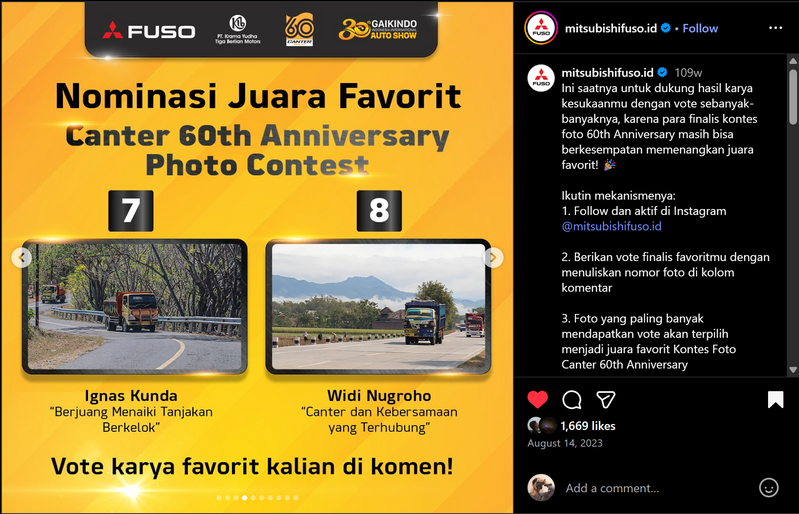 FUSO
KL
PT. Krama Yudha
Tiga Berlian Motors
60
CANTER
30
GAIKINDO
INDONESIA INTERNATIONAL
AUTO SHOW
Nominasi Juara Favorit
Canter 60th Anniversary
Photo Contest
7
8
Ignas Kunda
"Berjuang Menaiki Tanjakan
Berkelok"
Widi Nugroho
"Canter dan Kebersamaan
yang Terhubung"
Vote karya favorit kalian di komen!
FUSO
mitsubishifuso.id • Follow
FUSO
mitsubishifuso.id 109w
Ini saatnya untuk dukung hasil karya
kesukaanmu dengan vote sebanyak-
banyaknya, karena para finalis kontes
foto 60th Anniversary masih bisa
berkesempatan memenangkan juara
favorit! 🎉
Ikutin mekanismenya:
1. Follow dan aktif di Instagram
@mitsubishifuso.id
2. Berikan vote finalis favoritmu dengan
menuliskan nomor foto di kolom
komentar
3. Foto yang paling banyak
mendapatkan vote akan terpilih
menjadi juara favorit Kontes Foto
Canter 60th Anniversary
1,669 likes
August 14, 2023
Add a comment...